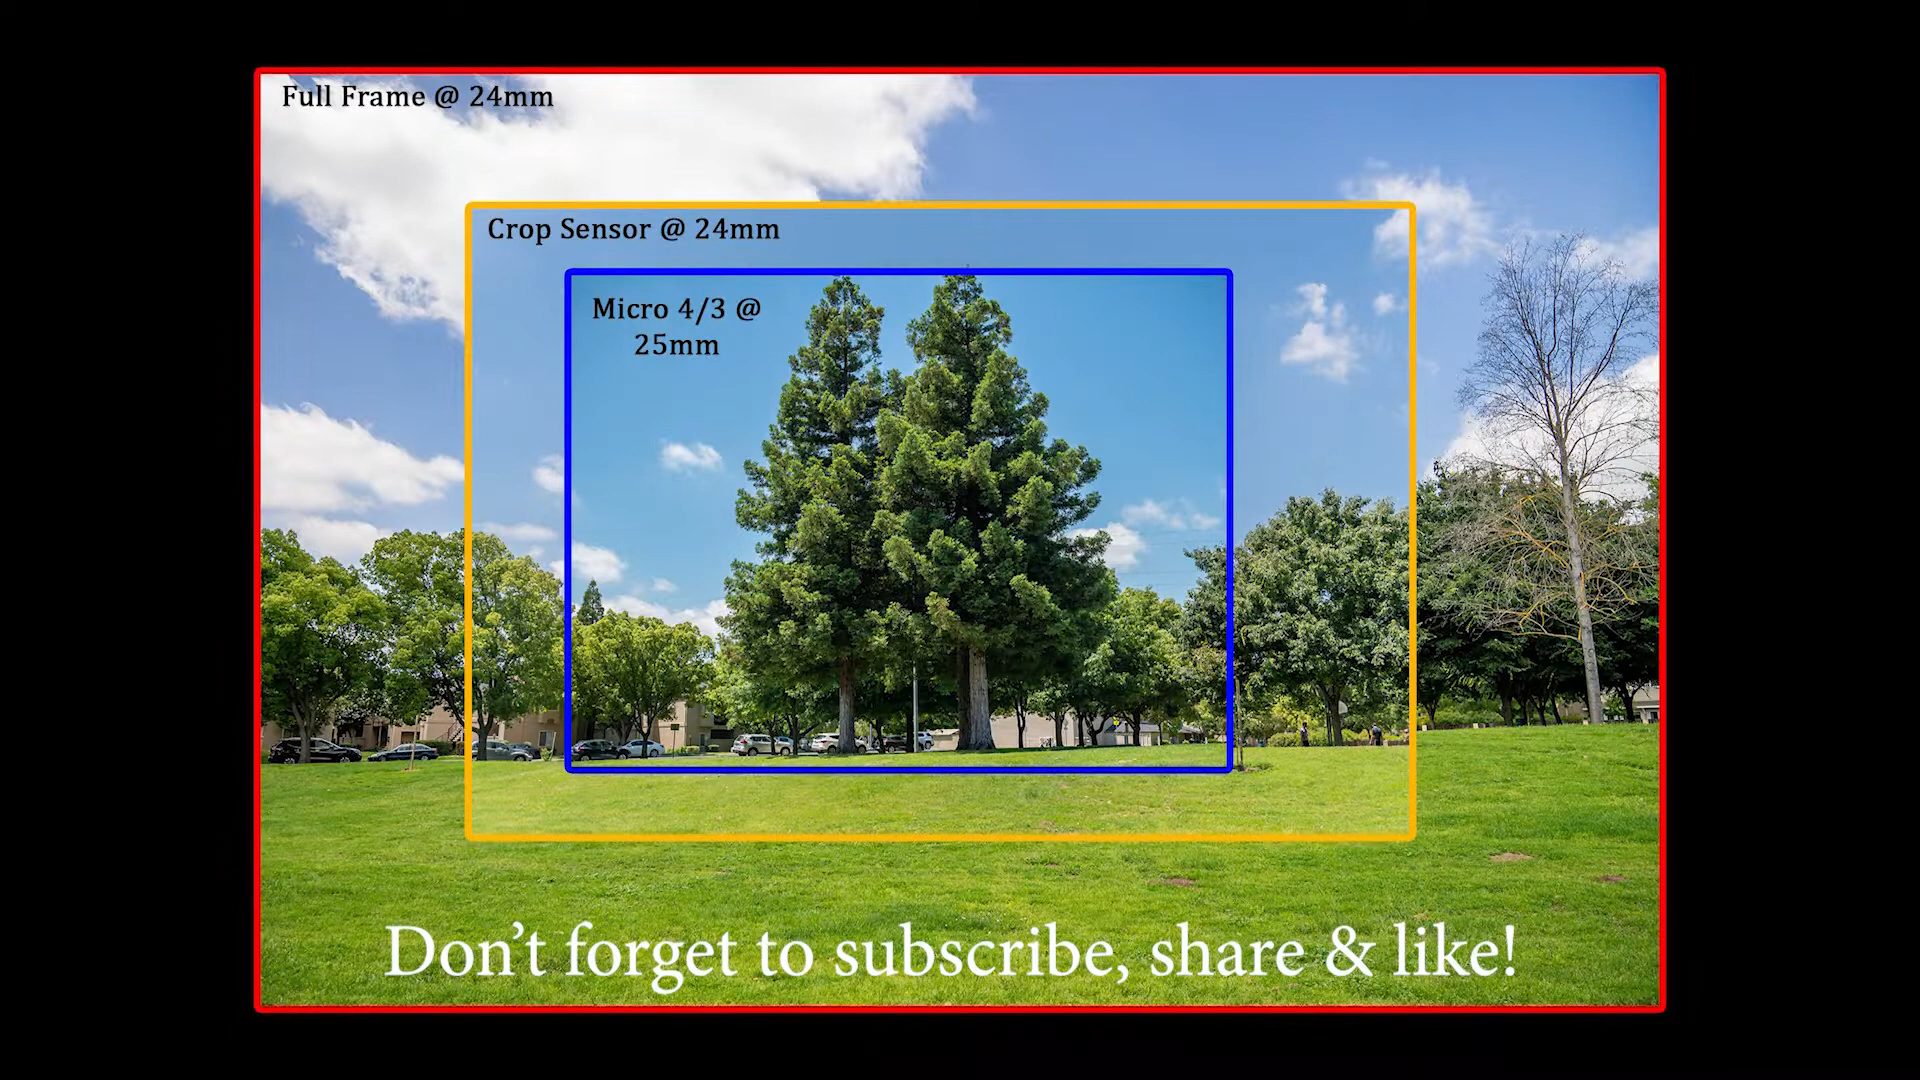 Full Frame @ 24mm
Crop Sensor @ 24mm
Micro 4/3 @
25mm
Don't forget to subscribe, share & like!